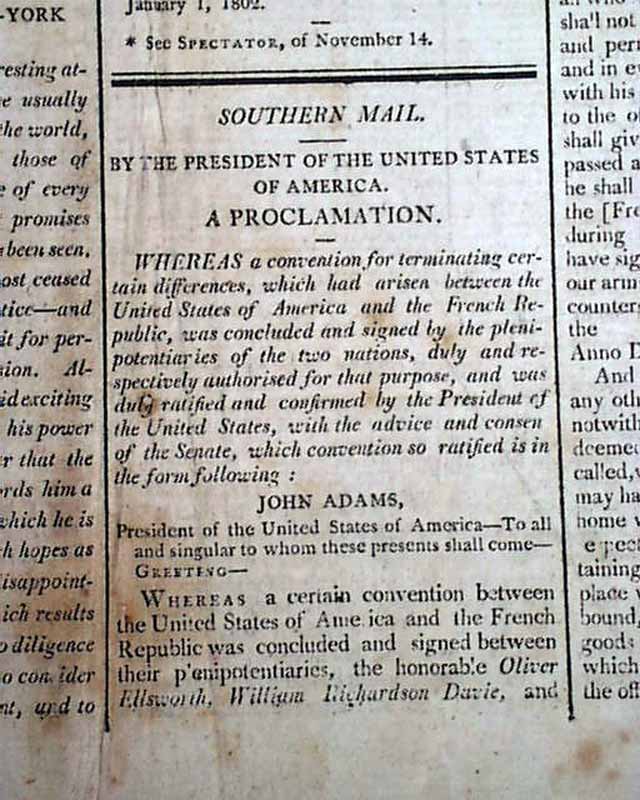 -YORK
resting at-
e usually
the world,
those of
e of every
promises
been seen.
ost ceased
tice—and
it for per-
sion. Al-
id exciting
his power
r that the
ords him a
which he is
h hopes as
disappoint-
ich results
o diligence
o con ider
nt, and to
January 1, 1802.
* See SPECTATOR, of November 14.
SOUTHERN MAIL.
BY THE PRESIDENT OF THE UNITED STATES
OF AMERICA.
A PROCLAMATION.
WHEREAS a convention for terminating cer-
tain differences, which had arisen between the
United States of America and the French Re-
public, was concluded and signed by the pleni-
potentiaries of the two nations, duly and re-
spectively authorised for that purpose, and was
duly ratified and confirmed by the President of
the United States, with the advice and consen
of the Senate, which convention so ratified is in
the form following :
JOHN ADAMS,
President of the United States of America—To all
and singular to whom these presents shall come—
GREETING—
WHEREAS a certain convention between
the United States of Ame ica and the French
Republic was concluded and signed between
their p'enipotentiaries, the honorable Oliver
Ellsworth, William Richardson Davie, and
sha'l not
and peri
and in ev
with his
to the o
shall giv
passed a
he shall
the [Fre
during
have sig
our arm
counter
the
Anno D
And
any oth
notwith
deemed
called, v
may ha
home v
e pect
taining
place v
bound,
goods
which
the off